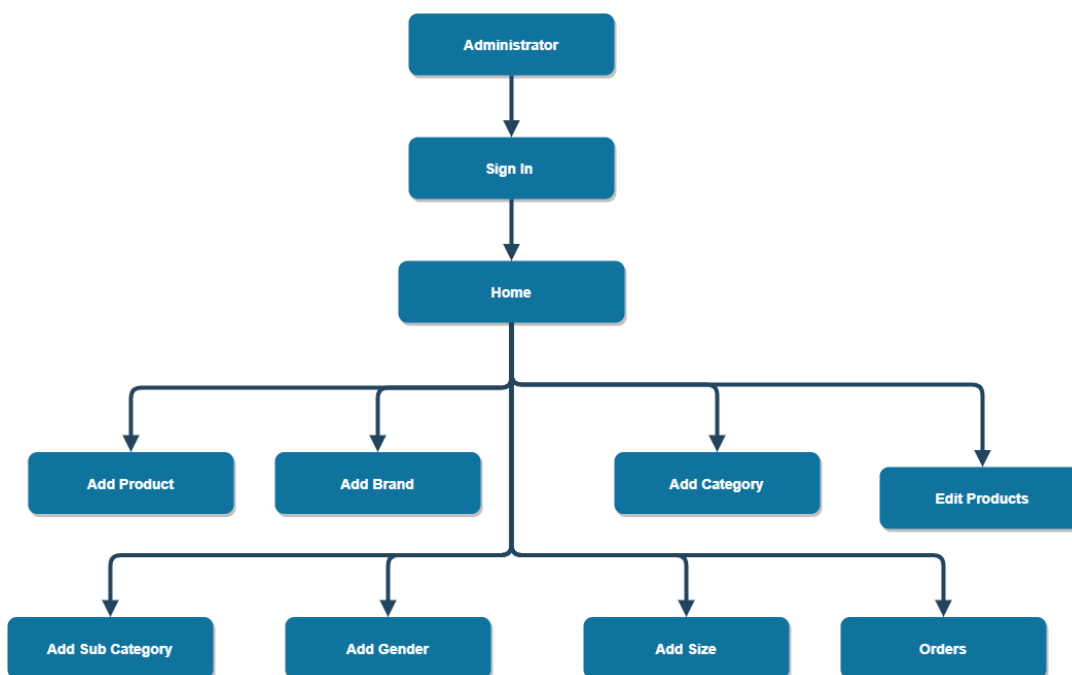 Administrator
Sign In
Home
Add Product
Add Brand
Add Category
Edit Products
Add Sub Category
Add Gender
Add Size
Orders